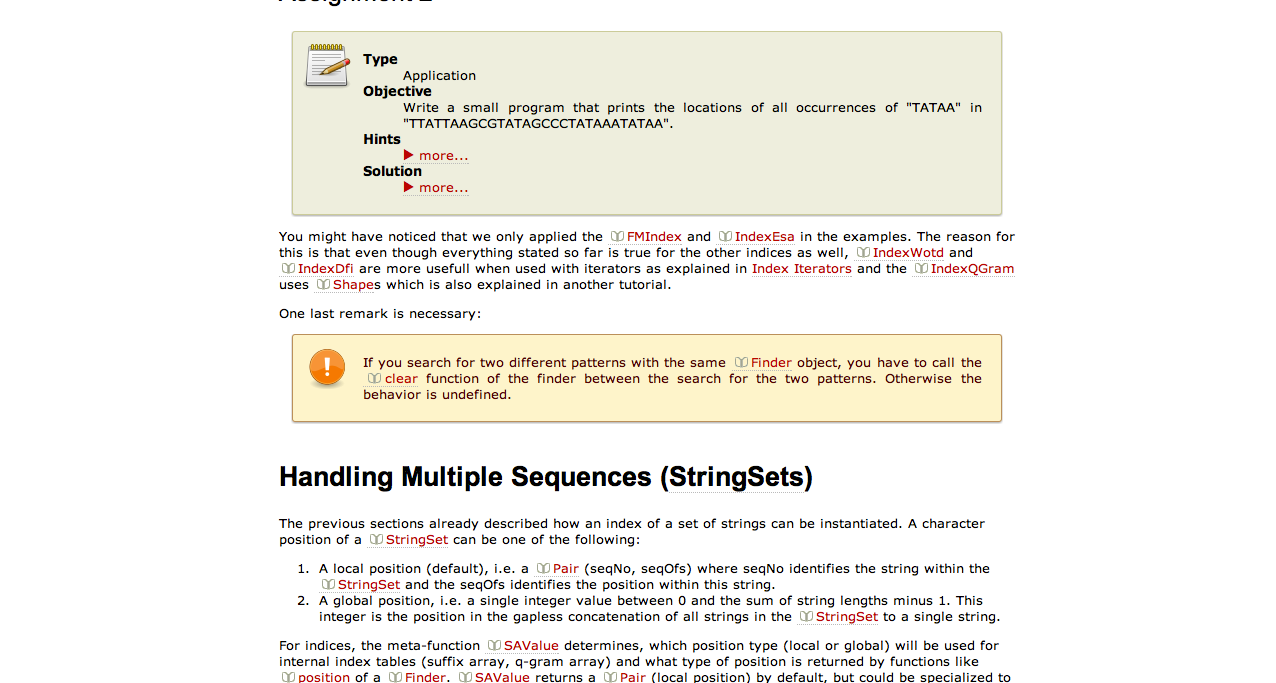 Assignment 2
Type
Application
Objective
Write a small program that prints the locations of all occurrences of "TATAA" in
"TTATTAAGCGTATAGCCCTATAAATATAA".
Hints
more...
Solution
more...
You might have noticed that we only applied the FMIndex and IndexEsa in the examples. The reason for
this is that even though everything stated so far is true for the other indices as well, IndexWotd and
IndexDfi are more usefull when used with iterators as explained in Index Iterators and the IndexQGram
uses Shapes which is also explained in another tutorial.
One last remark is necessary:
If you search for two different patterns with the same Finder object, you have to call the
clear function of the finder between the search for the two patterns. Otherwise the
behavior is undefined.
Handling Multiple Sequences (StringSets)
The previous sections already described how an index of a set of strings can be instantiated. A character
position of a StringSet can be one of the following:
1. A local position (default), i.e. a Pair (seqNo, seqOfs) where seqNo identifies the string within the
StringSet and the seqOfs identifies the position within this string.
2. A global position, i.e. a single integer value between 0 and the sum of string lengths minus 1. This
integer is the position in the gapless concatenation of all strings in the StringSet to a single string.
For indices, the meta-function SAValue determines, which position type (local or global) will be used for
internal index tables (suffix array, q-gram array) and what type of position is returned by functions like
position of a Finder. SAValue returns a Pair (local position) by default, but could be specialized to